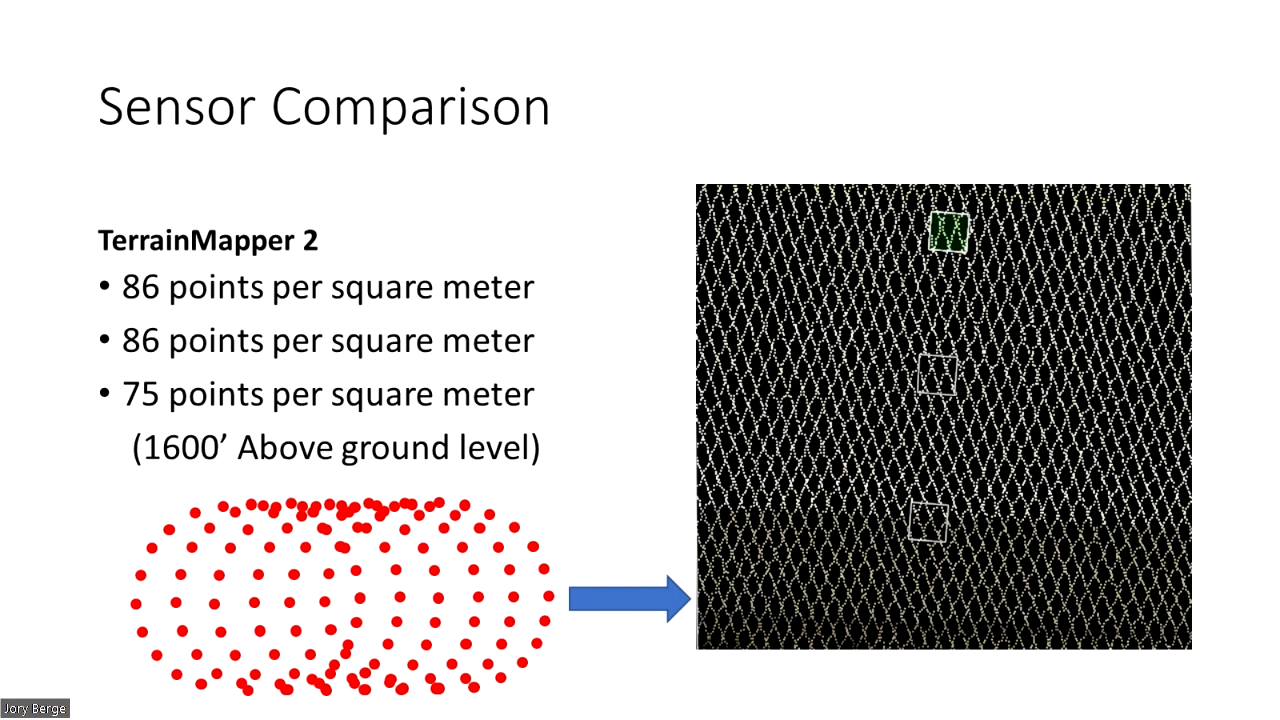 Sensor Comparison
TerrainMapper 2
• 86 points per square meter
• 86 points per square meter
• 75 points per square meter
(1600’ Above ground level)
Jory Berge